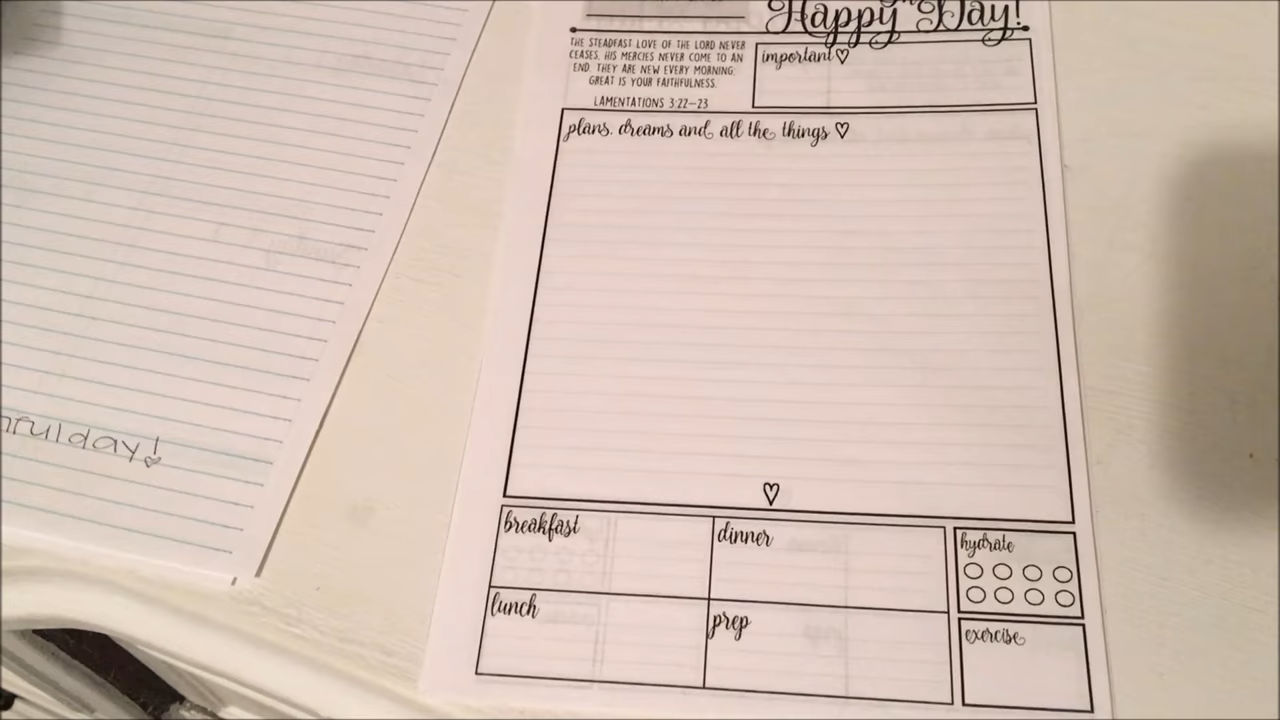 Happy Day!
THE STEADFAST LOVE OF THE LORD NEVER
CEASES, HIS MERCIES NEVER COME TO AN
END, THEY ARE NEW EVERY MORNING,
GREAT IS YOUR FAITHFULNESS.
LAMENTATIONS 3:22-23
important
plans, dreams and all the things
breakfast
dinner
hydrate
lunch
prep
exercise
day!